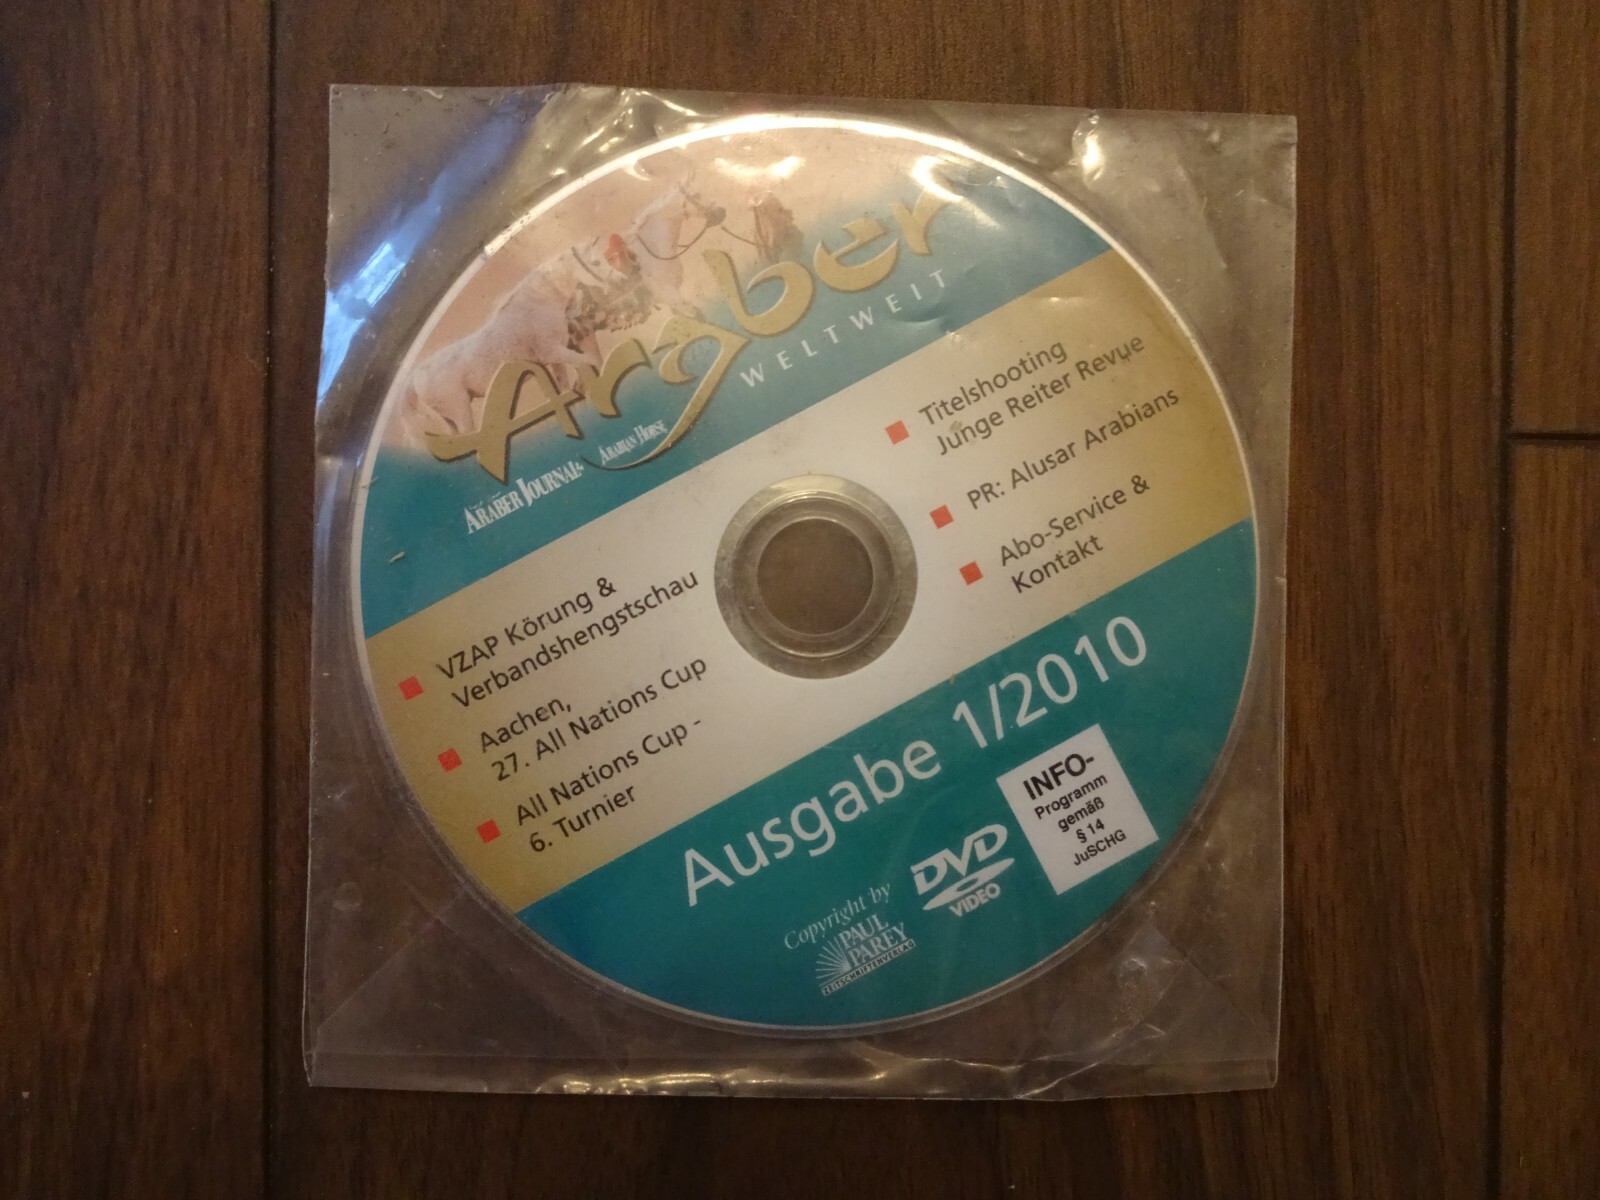 Araber
WELTWEIT
ARABER JOURNAL
ARABIAN HORSE
VZAP Körung &
Verbandshengstschau
Aachen,
27. All Nations Cup
All Nations Cup -
6. Turnier
Titelshooting
Junge Reiter Revue
PR: Alusar Arabians
Abo-Service &
Kontakt
Ausgabe 1/2010
INFO-
Programm
gemäß
§ 14
JuSCHG
DVD
VIDEO
Copyright by
PAUL
PAREY
ZEITSCHRIFTENVERLAG